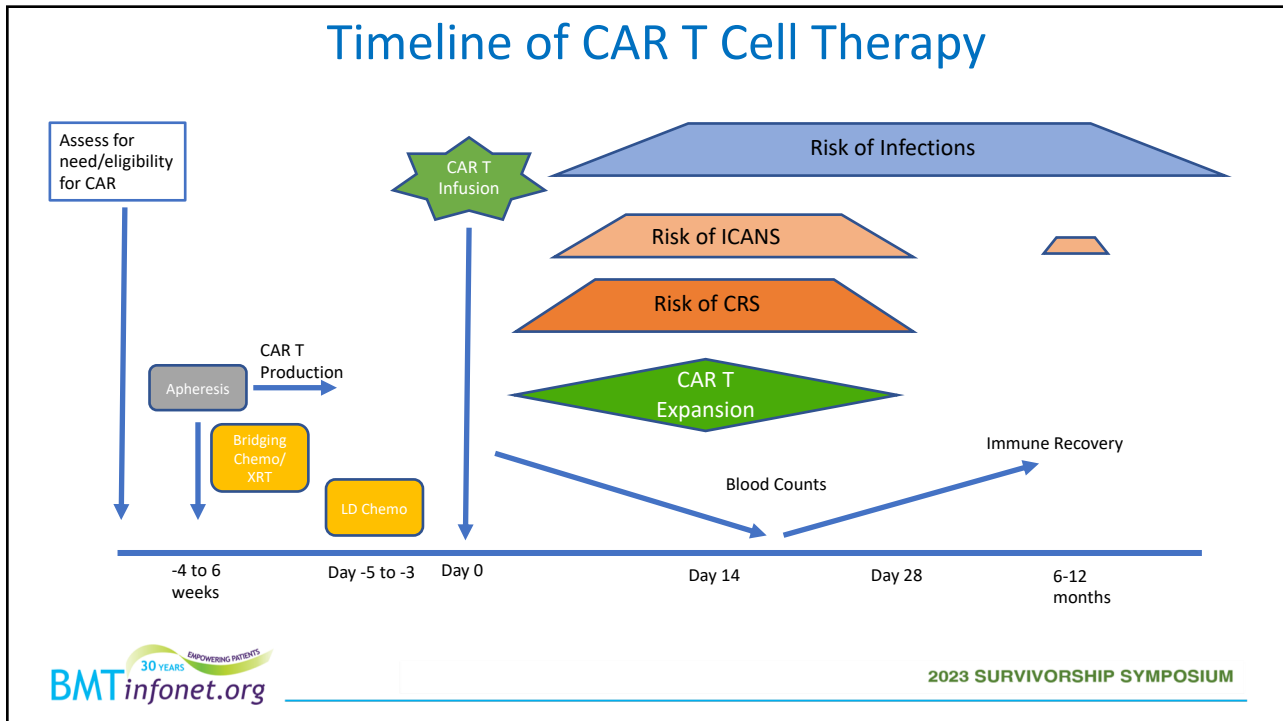 Timeline of CAR T Cell Therapy
Assess for
need/eligibility
for CAR
CAR T
Infusion
Risk of Infections
Risk of ICANS
Risk of CRS
CAR T
Production
Apheresis
CAR T
Expansion
Bridging
Chemo/
XRT
Immune Recovery
Blood Counts
LD Chemo
-4 to 6
weeks
Day -5 to -3
Day 0
Day 14
Day 28
6-12
months
30 YEARS
EMPOWERING PATIENTS
BMTinfonet.org
2023 SURVIVORSHIP SYMPOSIUM